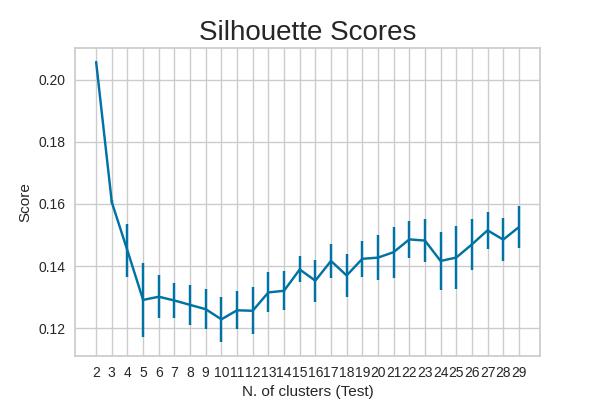 Silhouette Scores
0.20
0.18
0.16
0.14
0.12
Score
2 3 4 5 6 7 8 9 10 11 12 13 14 15 16 17 18 19 20 21 22 23 24 25 26 27 28 29
N. of clusters (Test)